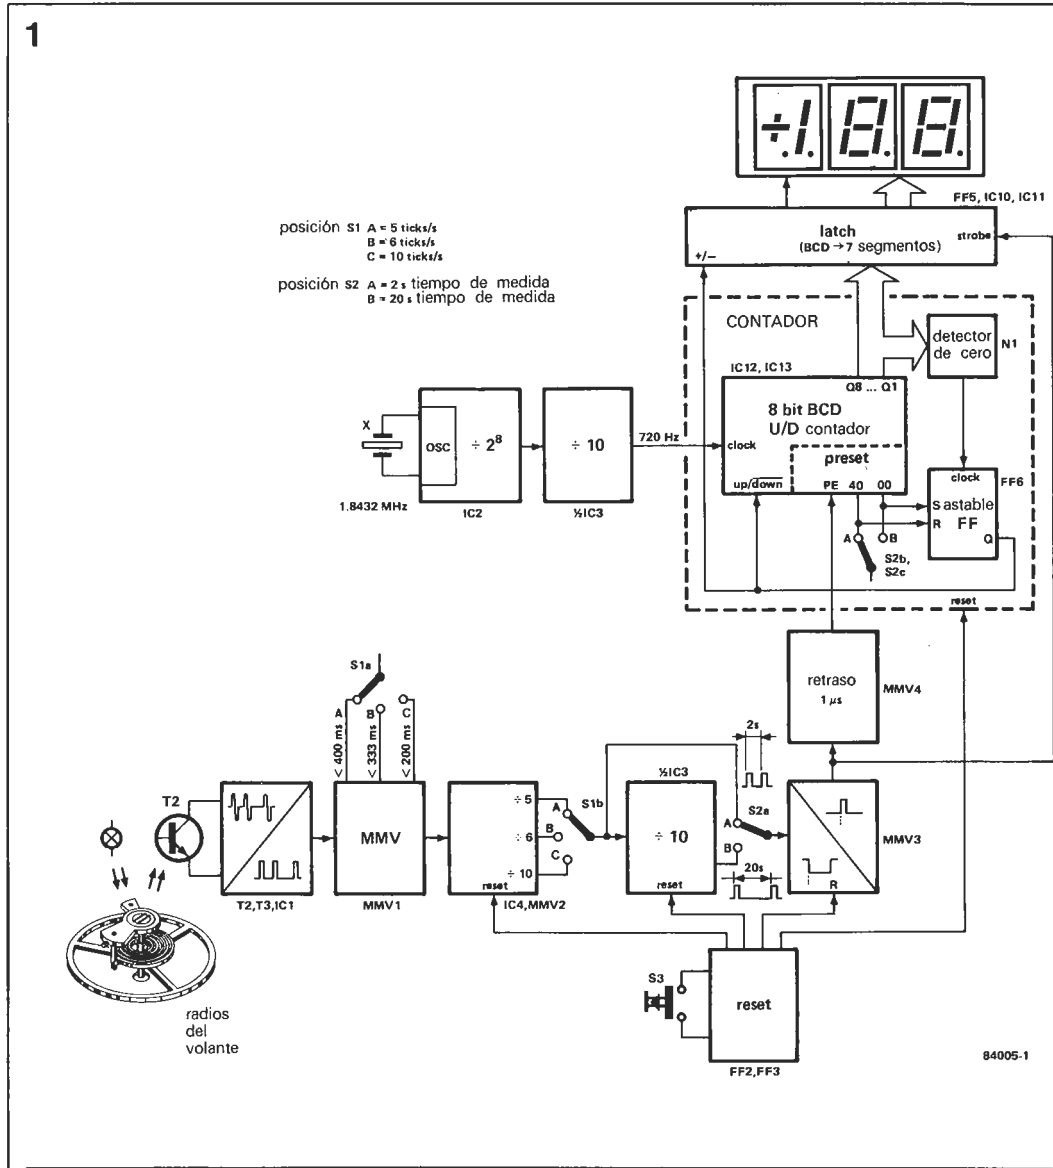 1
÷.1. 8. 8.
FF5, IC10, IC11
latch
(BCD → 7 segmentos)
strobe
+/−
posición S1 A = 5 ticks/s
B = 6 ticks/s
C = 10 ticks/s
posición S2 A = 2 s tiempo de medida
B = 20 s tiempo de medida
CONTADOR
detector
de cero
N1
IC12, IC13
Q8 ... Q1
8 bit BCD
U/D contador
clock
preset
up/down
PE 40 00
X
OSC
÷ 2⁸
÷ 10
720 Hz
1.8432 MHz
IC2
½IC3
clock
FF6
S astable
R FF
Q
A
B
S2b,
S2c
reset
retraso
1 µs
MMV4
S1a
A
B
C
< 400 ms
< 333 ms
< 200 ms
T2
T2,T3,IC1
MMV
MMV1
÷ 5
÷ 6
÷ 10
reset
IC4,MMV2
A
B
C
S1b
½IC3
÷ 10
reset
2s
S2a
A
B
20s
MMV3
R
radios
del
volante
S3
reset
FF2,FF3
84005-1